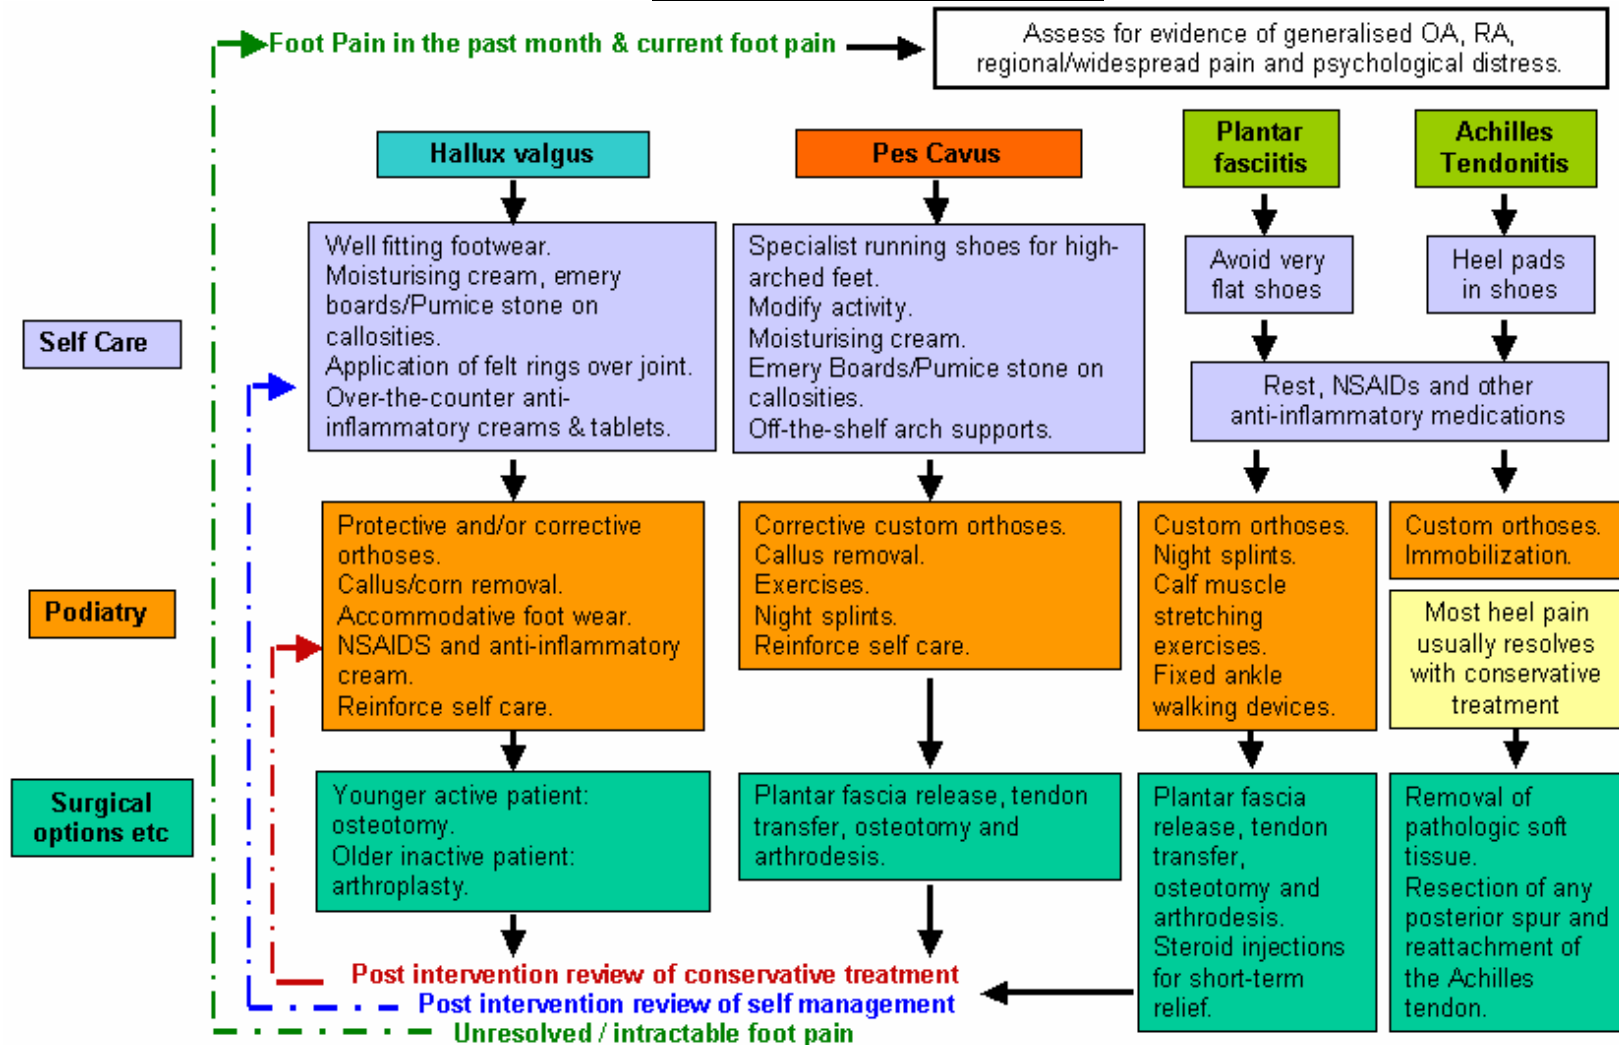 Foot Pain in the past month & current foot pain
Assess for evidence of generalised OA, RA,
regional/widespread pain and psychological distress.
Hallux valgus
Pes Cavus
Plantar
fasciitis
Achilles
Tendonitis
Self Care
Well fitting footwear.
Moisturising cream, emery
boards/Pumice stone on
callosities.
Application of felt rings over joint.
Over-the-counter anti-
inflammatory creams & tablets.
Specialist running shoes for high-
arched feet.
Modify activity.
Moisturising cream.
Emery Boards/Pumice stone on
callosities.
Off-the-shelf arch supports.
Avoid very
flat shoes
Heel pads
in shoes
Rest, NSAIDs and other
anti-inflammatory medications
Podiatry
Protective and/or corrective
orthoses.
Callus/corn removal.
Accommodative foot wear.
NSAIDS and anti-inflammatory
cream.
Reinforce self care.
Corrective custom orthoses.
Callus removal.
Exercises.
Night splints.
Reinforce self care.
Custom orthoses.
Night splints.
Calf muscle
stretching
exercises.
Fixed ankle
walking devices.
Custom orthoses.
Immobilization.
Most heel pain
usually resolves
with conservative
treatment
Surgical
options etc
Younger active patient:
osteotomy.
Older inactive patient:
arthroplasty.
Plantar fascia release, tendon
transfer, osteotomy and
arthrodesis.
Plantar fascia
release, tendon
transfer,
osteotomy and
arthrodesis.
Steroid injections
for short-term
relief.
Removal of
pathologic soft
tissue.
Resection of any
posterior spur and
reattachment of
the Achilles
tendon.
Post intervention review of conservative treatment
Post intervention review of self management
Unresolved / intractable foot pain